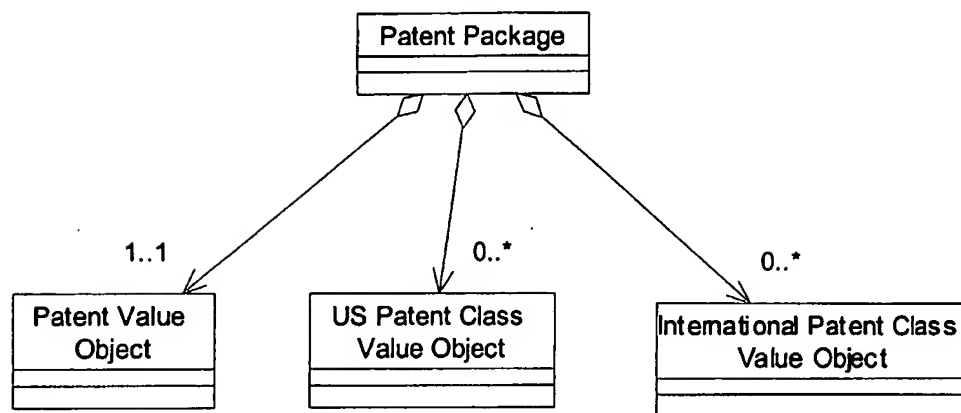 Patent Package
1..1
0..*
0..*
Patent Value
Object
US Patent Class
Value Object
International Patent Class
Value Object